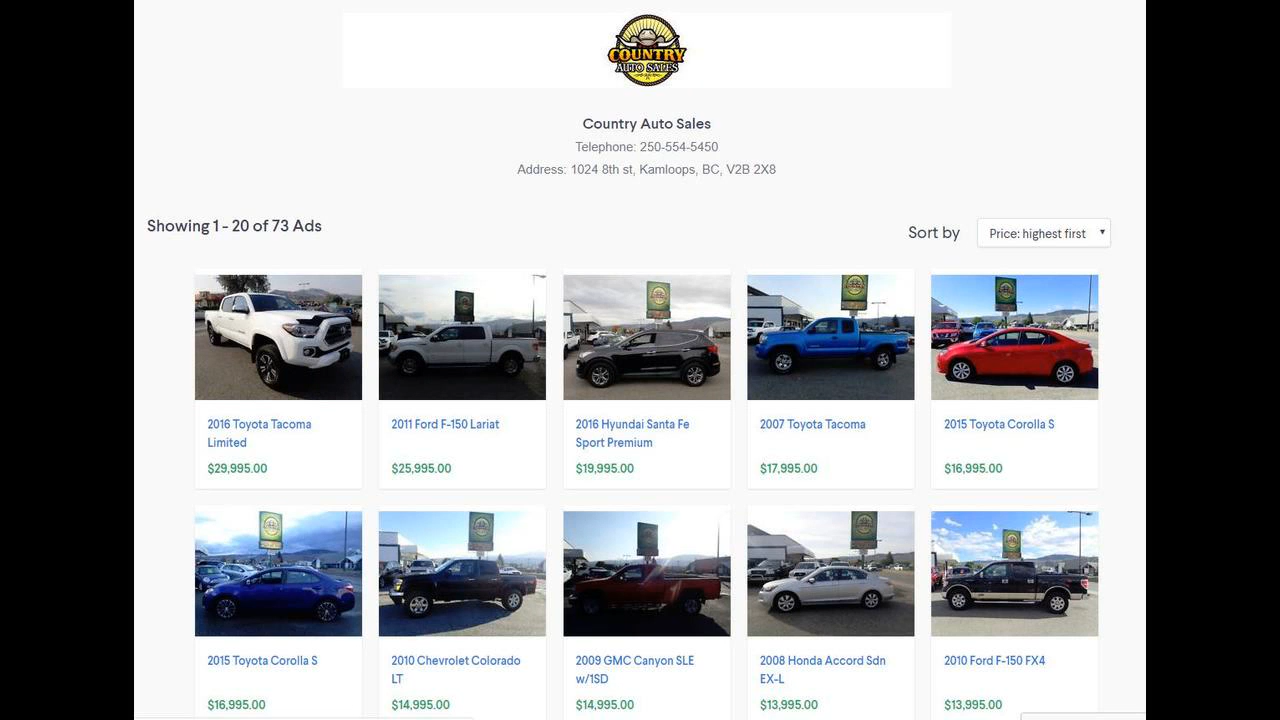 COUNTRY
AUTO SALES
Country Auto Sales
Telephone: 250-554-5450
Address: 1024 8th st, Kamloops, BC, V2B 2X8
Showing 1 - 20 of 73 Ads
Sort by
Price: highest first
2016 Toyota Tacoma
Limited
$29,995.00
2011 Ford F-150 Lariat
$25,995.00
2016 Hyundai Santa Fe
Sport Premium
$19,995.00
2007 Toyota Tacoma
$17,995.00
2015 Toyota Corolla S
$16,995.00
2015 Toyota Corolla S
$16,995.00
2010 Chevrolet Colorado
LT
$14,995.00
2009 GMC Canyon SLE
w/1SD
$14,995.00
2008 Honda Accord Sdn
EX-L
$13,995.00
2010 Ford F-150 FX4
$13,995.00